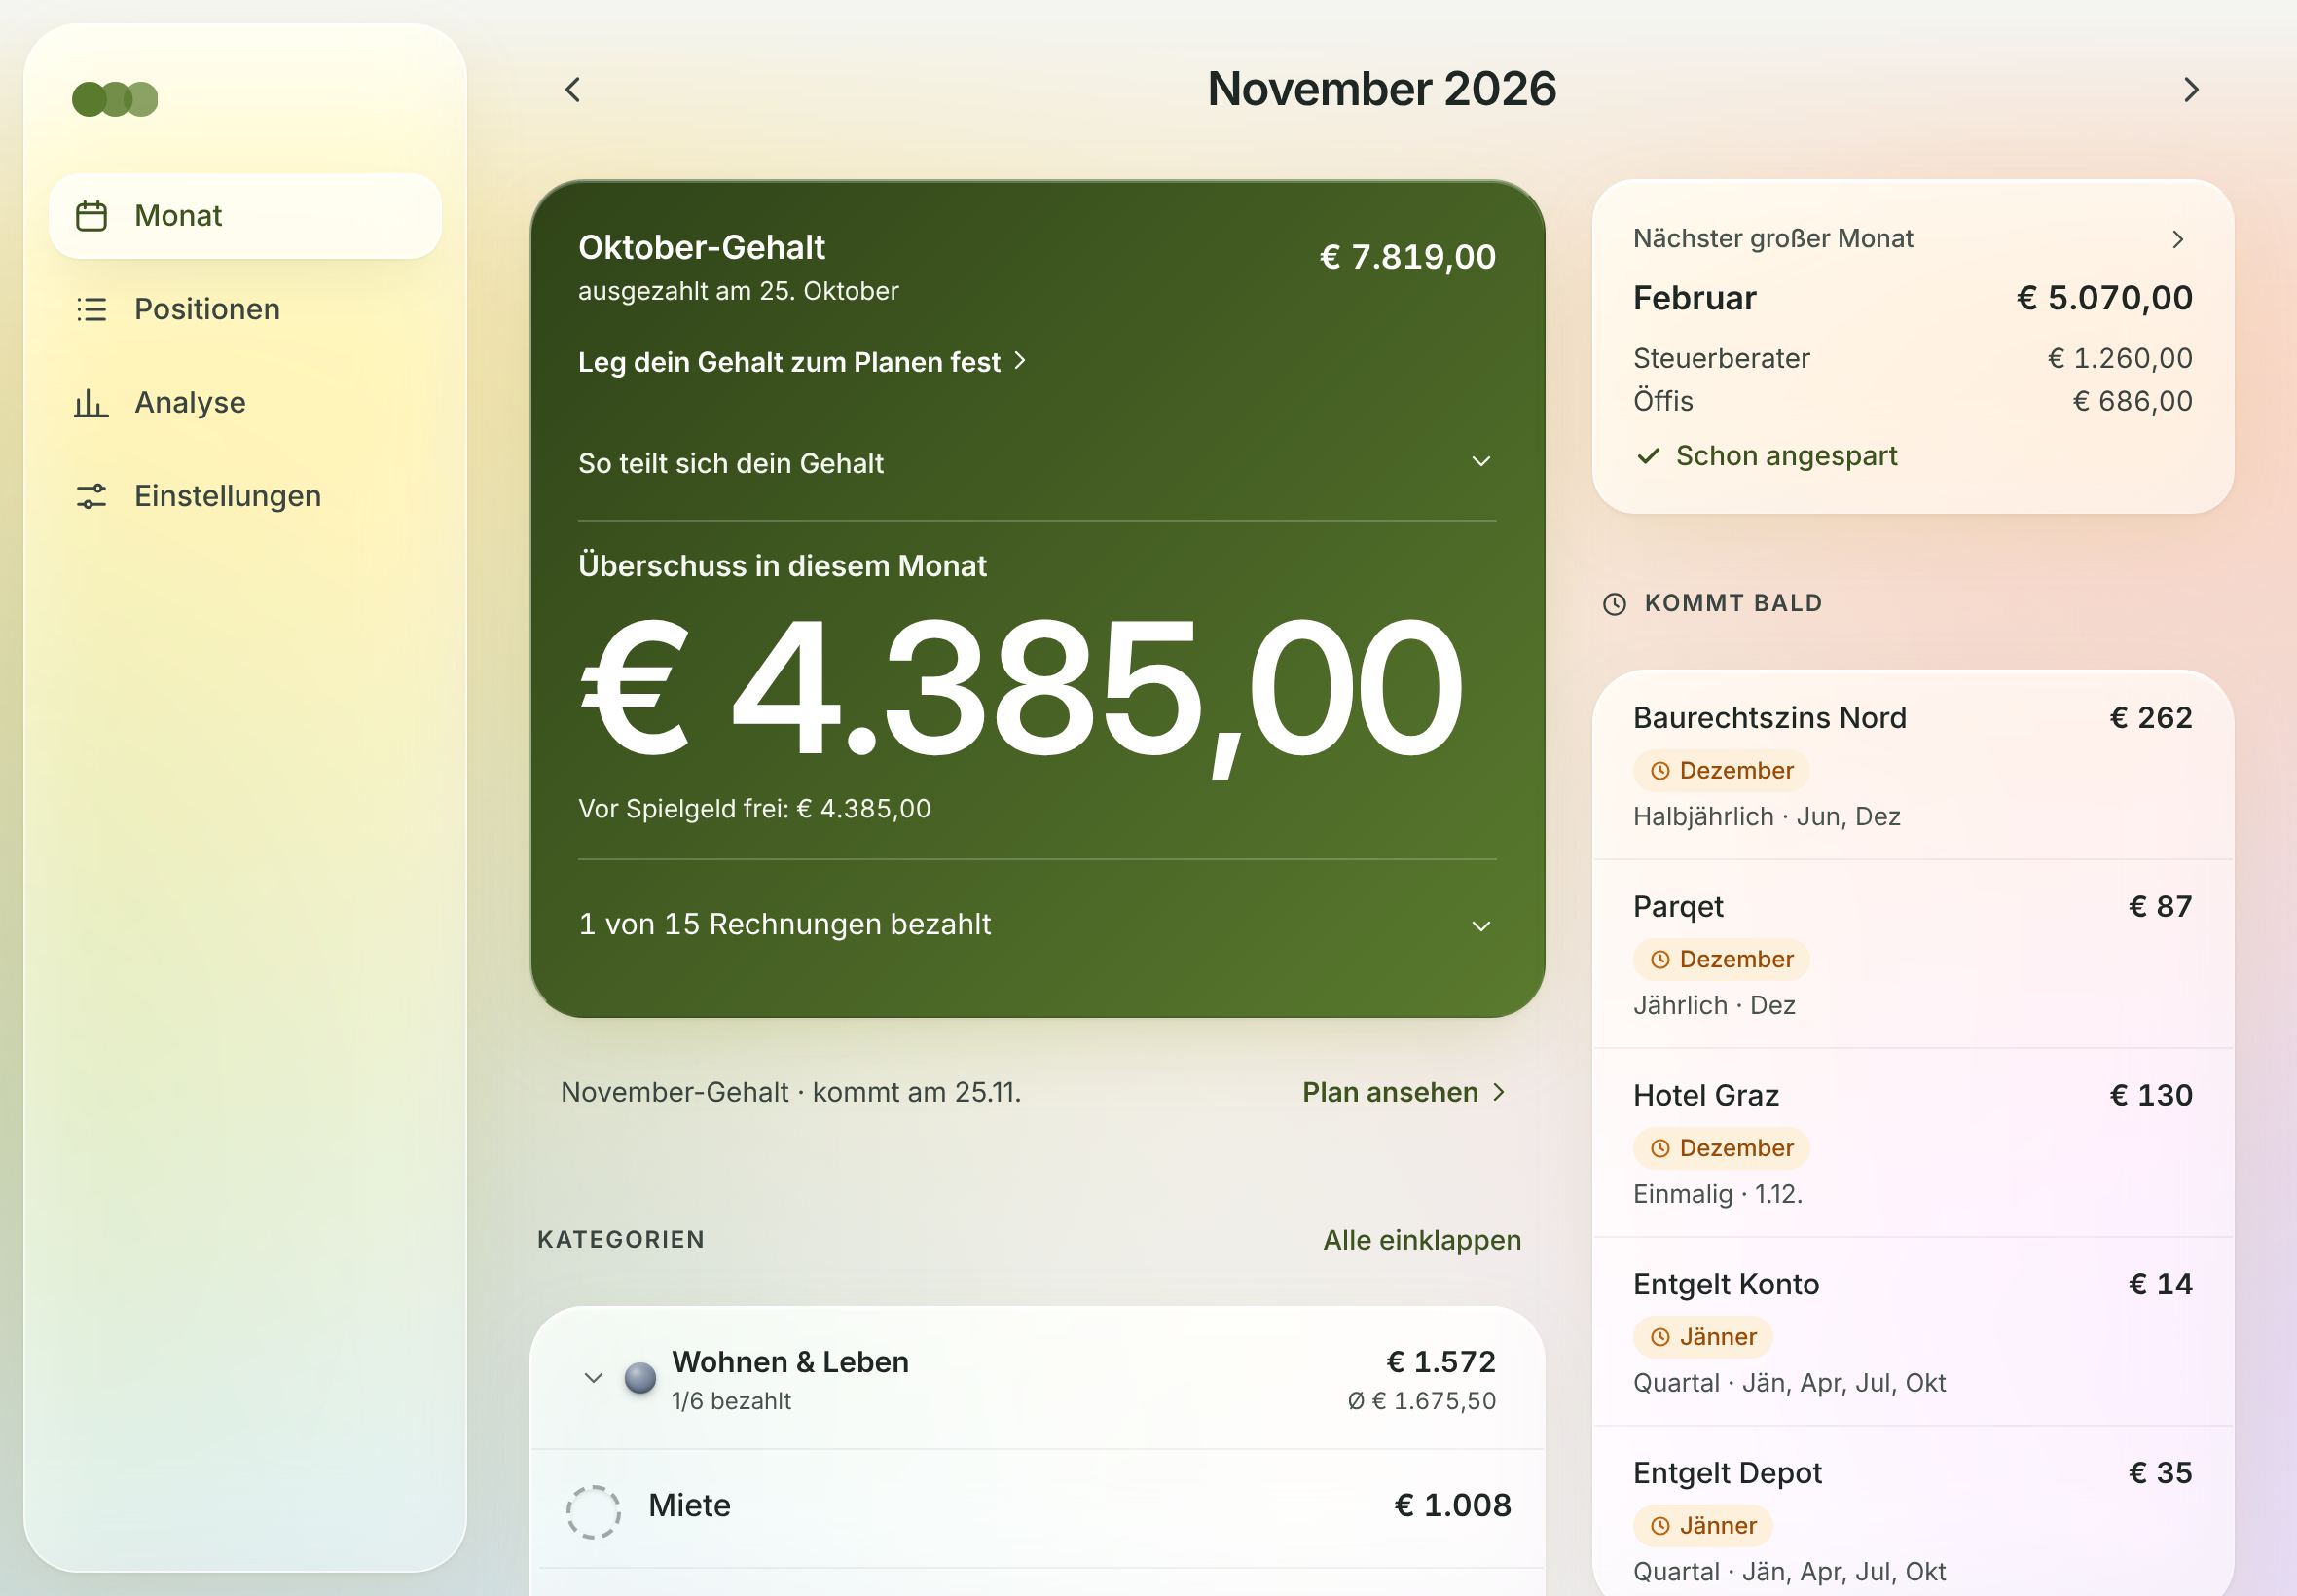 Monat
Positionen
Analyse
Einstellungen
November 2026
Oktober-Gehalt
€ 7.819,00
ausgezahlt am 25. Oktober
Leg dein Gehalt zum Planen fest
So teilt sich dein Gehalt
Überschuss in diesem Monat
€ 4.385,00
Vor Spielgeld frei: € 4.385,00
1 von 15 Rechnungen bezahlt
November-Gehalt · kommt am 25.11.
Plan ansehen
KATEGORIEN
Alle einklappen
Wohnen & Leben
€ 1.572
1/6 bezahlt
Ø € 1.675,50
Miete
€ 1.008
Nächster großer Monat
Februar
€ 5.070,00
Steuerberater
€ 1.260,00
Öffis
€ 686,00
Schon angespart
KOMMT BALD
Baurechtszins Nord
€ 262
Dezember
Halbjährlich · Jun, Dez
Parqet
€ 87
Dezember
Jährlich · Dez
Hotel Graz
€ 130
Dezember
Einmalig · 1.12.
Entgelt Konto
€ 14
Jänner
Quartal · Jän, Apr, Jul, Okt
Entgelt Depot
€ 35
Jänner
Quartal · Jän, Apr, Jul, Okt